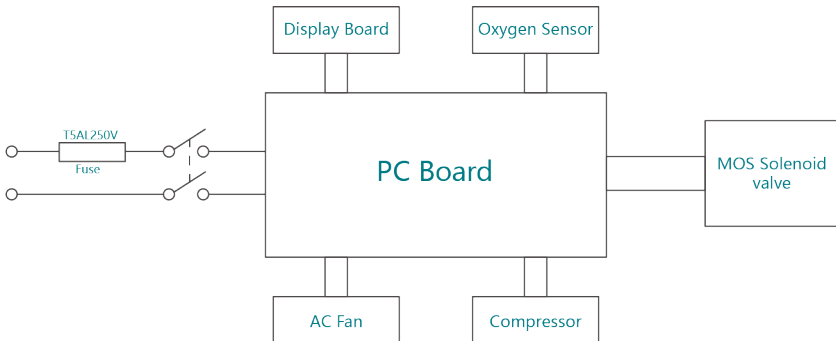 Display Board
Oxygen Sensor
T5AL250V
Fuse
PC Board
MOS Solenoid
valve
AC Fan
Compressor